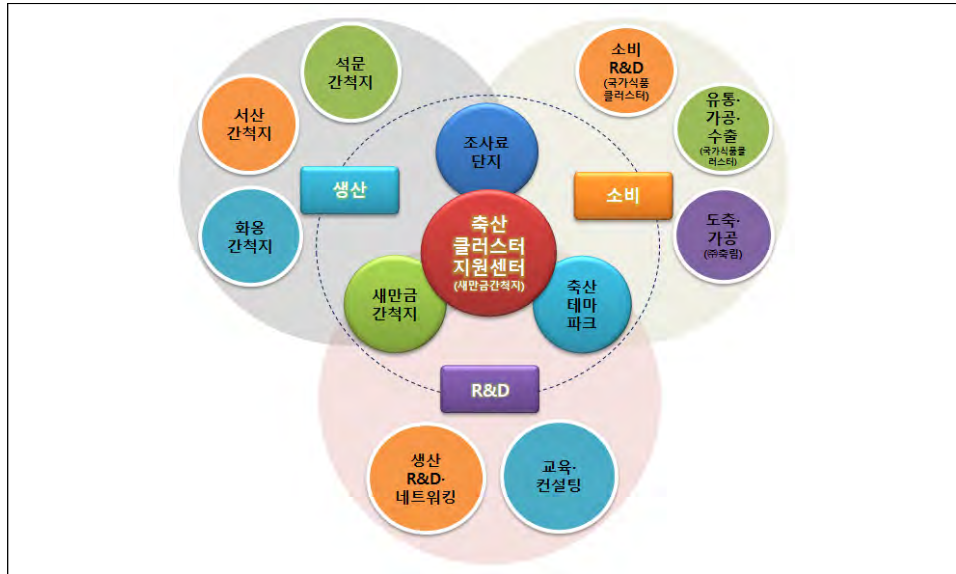 석문
간척지
서산
간척지
화옹
간척지
생산
조사료
단지
축산
클러스터
지원센터
(새만금간척지)
새만금
간척지
축산
테마
파크
소비
소비
R&D
(국가식품
클러스터)
유통·
가공·
수출
(국가식품클
러스터)
도축·
가공
(㈜축림)
R&D
생산
R&D·
네트워킹
교육·
컨설팅